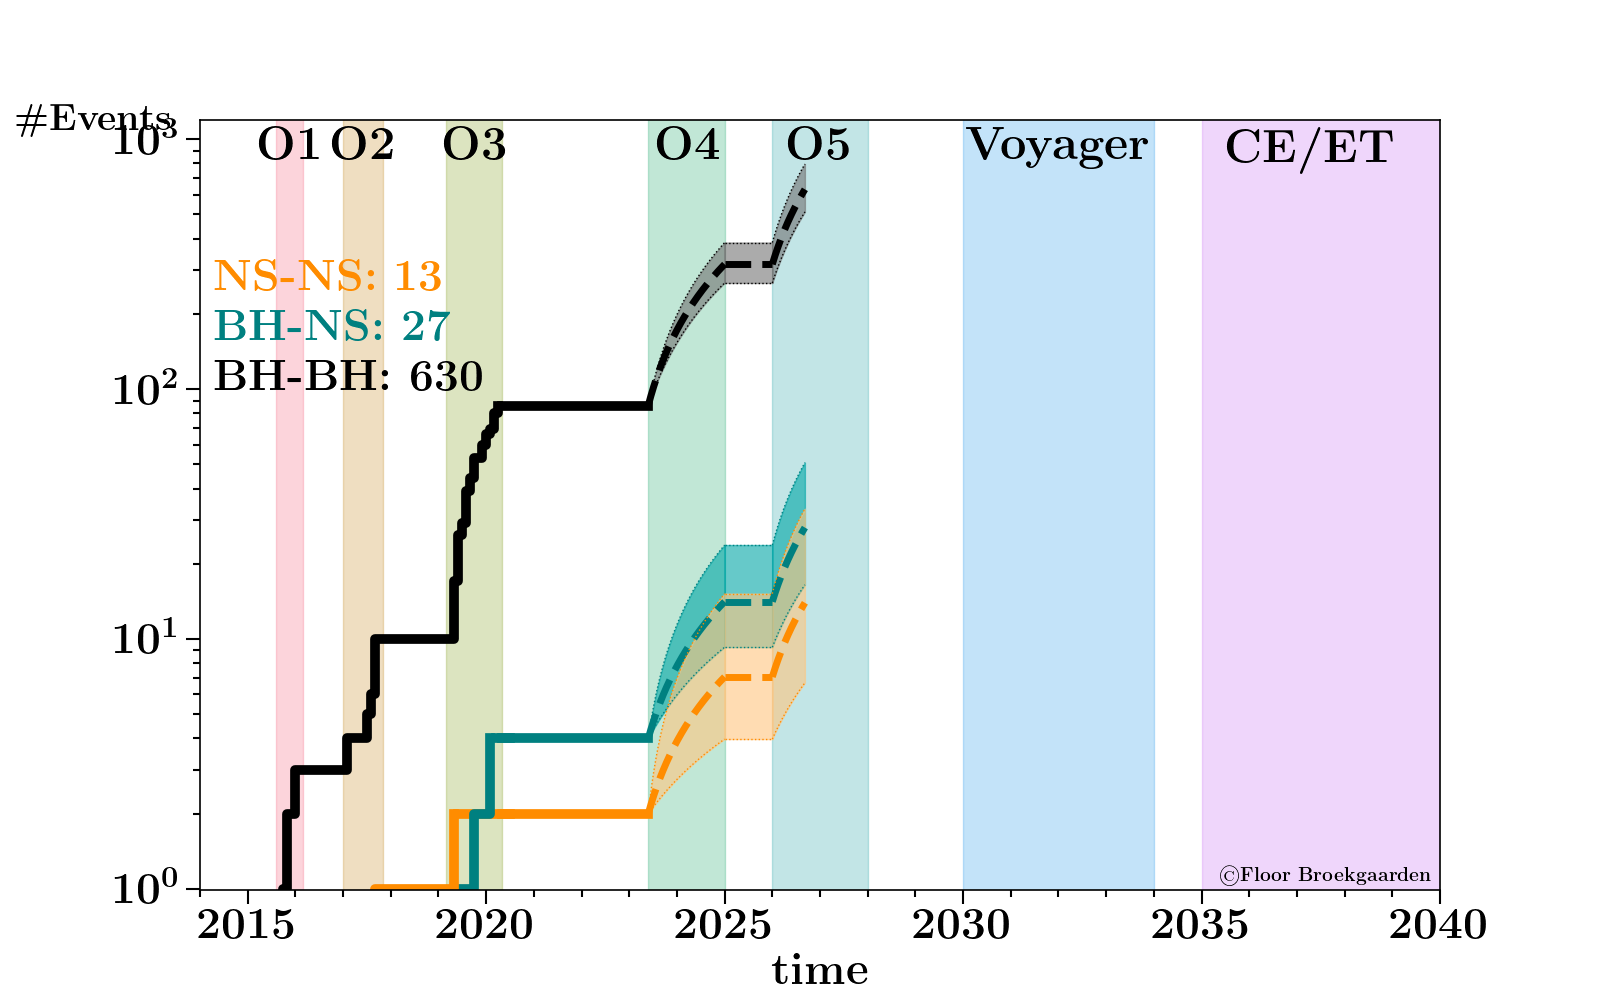 #Events
O1 O2 O3 O4 O5 Voyager CE/ET
10³
NS-NS: 13
BH-NS: 27
BH-BH: 630
10²
10¹
10⁰
©Floor Broekgaarden
2015 2020 2025 2030 2035 2040
time